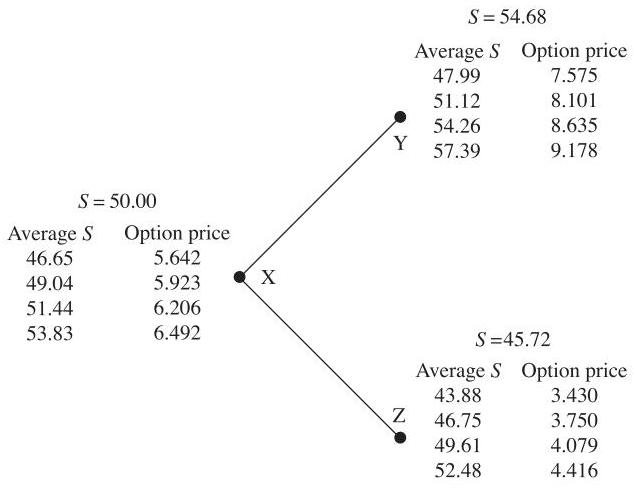 S = 54.68
Average S Option price
47.99 7.575
51.12 8.101
54.26 8.635
57.39 9.178
Y
S = 50.00
Average S Option price
46.65 5.642
49.04 5.923
51.44 6.206
53.83 6.492
X
S =45.72
Average S Option price
43.88 3.430
46.75 3.750
49.61 4.079
52.48 4.416
Z